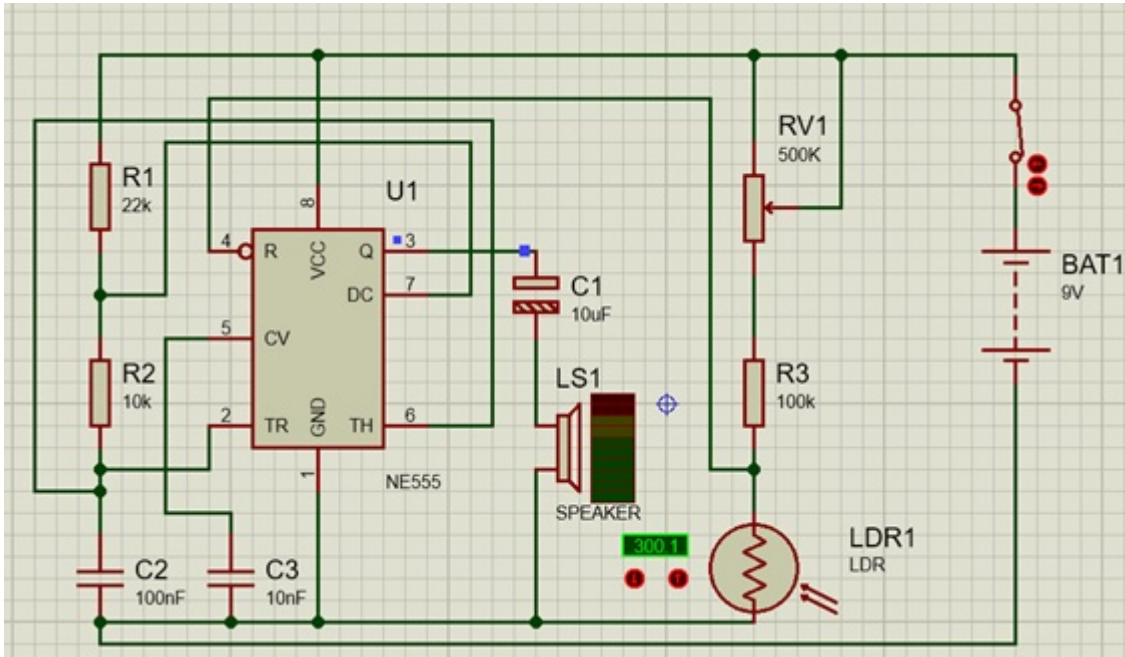 RV1
500K
R1
22k
U1
8
4
R
VCC
Q
3
DC
7
C1
10uF
BAT1
9V
5
CV
R2
10k
LS1
R3
100k
2
TR
GND
TH
6
1
NE555
SPEAKER
300.1
LDR1
LDR
C2
100nF
C3
10nF